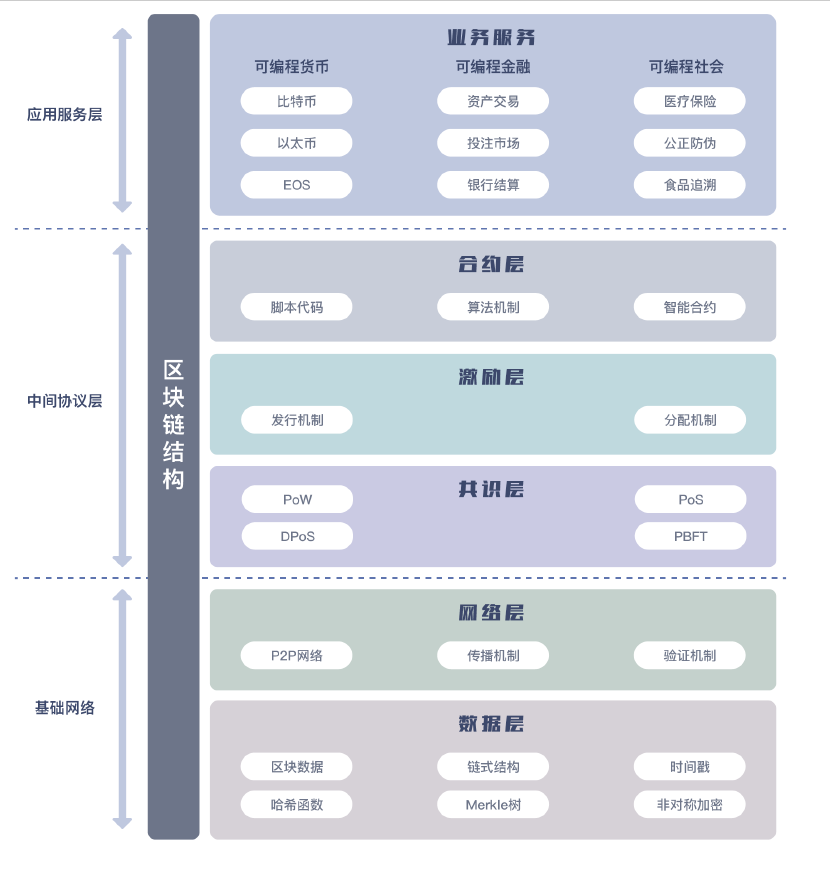 业务服务
可编程货币 可编程金融 可编程社会
比特币 资产交易 医疗保险
应用服务层
以太币 投注市场 公正防伪
EOS 银行结算 食品追溯
合约层
脚本代码 算法机制 智能合约
区块链结构
激励层
中间协议层
发行机制 分配机制
共识层
PoW PoS
DPoS PBFT
网络层
P2P网络 传播机制 验证机制
基础网络
数据层
区块数据 链式结构 时间戳
哈希函数 Merkle树 非对称加密